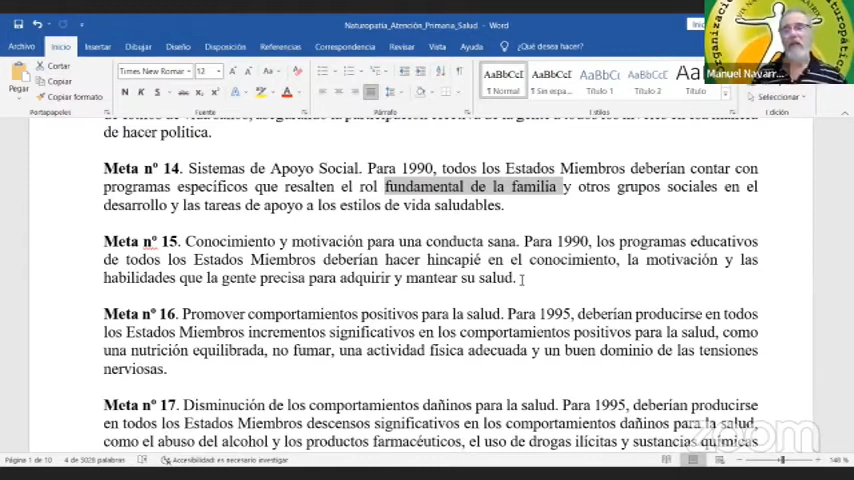 Naturopatía_Atención_Primaria_Salud - Word
Archivo Inicio Insertar Dibujar Diseño Disposición Referencias Correspondencia Revisar Vista Ayuda ¿Qué desea hacer?
Manuel Navarr...
Pegar
Cortar
Copiar
Copiar formato
Portapapeles
Times New Roman 12
N K S abc
Fuente
Párrafo
AaBbCcI AaBbCcI AaBbC AaBbCcI
¶ Normal ¶ Sin espa... Título 1 Título 2 Título
Estilos
Seleccionar
de hacer política.
Meta nº 14. Sistemas de Apoyo Social. Para 1990, todos los Estados Miembros deberían contar con
programas específicos que resalten el rol fundamental de la familia y otros grupos sociales en el
desarrollo y las tareas de apoyo a los estilos de vida saludables.
Meta nº 15. Conocimiento y motivación para una conducta sana. Para 1990, los programas educativos
de todos los Estados Miembros deberían hacer hincapié en el conocimiento, la motivación y las
habilidades que la gente precisa para adquirir y mantear su salud.
Meta nº 16. Promover comportamientos positivos para la salud. Para 1995, deberían producirse en todos
los Estados Miembros incrementos significativos en los comportamientos positivos para la salud, como
una nutrición equilibrada, no fumar, una actividad física adecuada y un buen dominio de las tensiones
nerviosas.
Meta nº 17. Disminución de los comportamientos dañinos para la salud. Para 1995, deberían producirse
en todos los Estados Miembros descensos significativos en los comportamientos dañinos para la salud,
como el abuso del alcohol y los productos farmacéuticos, el uso de drogas ilícitas y sustancias químicas
zoom
Página 1 de 10 4 de 5028 palabras Accesibilidad: es necesario investigar 148 %